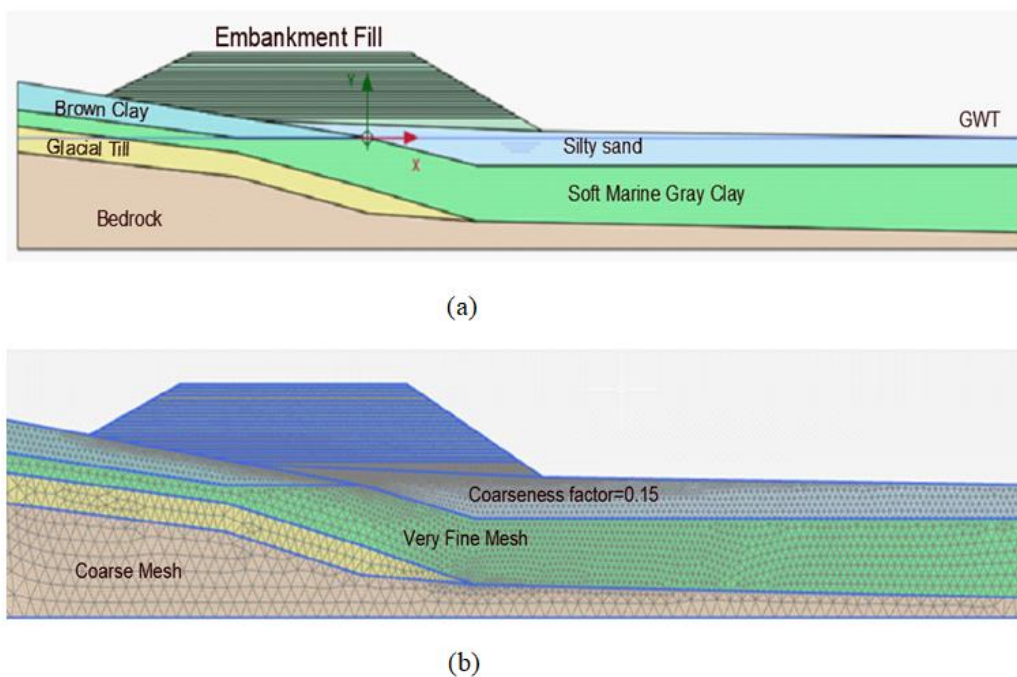 Embankment Fill
Y
Brown Clay
GWT
Silty sand
Glacial Till
X
Soft Marine Gray Clay
Bedrock
(a)
Coarseness factor=0.15
Very Fine Mesh
Coarse Mesh
(b)